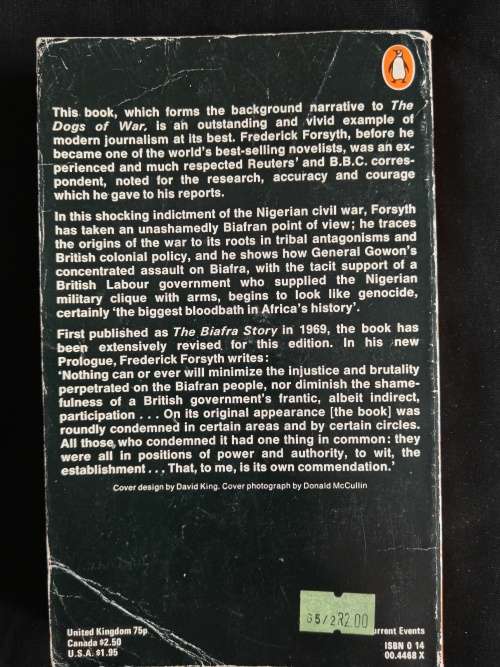 This book, which forms the background narrative to The
Dogs of War, is an outstanding and vivid example of
modern journalism at its best. Frederick Forsyth, before he
became one of the world's best-selling novelists, was an ex-
perienced and much respected Reuters' and B.B.C. corres-
pondent, noted for the research, accuracy and courage
which he gave to his reports.
In this shocking indictment of the Nigerian civil war, Forsyth
has taken an unashamedly Biafran point of view; he traces
the origins of the war to its roots in tribal antagonisms and
British colonial policy, and he shows how General Gowon's
concentrated assault on Biafra, with the tacit support of a
British Labour government who supplied the Nigerian
military clique with arms, begins to look like genocide,
certainly 'the biggest bloodbath in Africa's history'.
First published as The Biafra Story in 1969, the book has
been extensively revised for this edition. In his new
Prologue, Frederick Forsyth writes:
'Nothing can or ever will minimize the injustice and brutality
perpetrated on the Biafran people, nor diminish the shame-
fulness of a British government's frantic, albeit indirect,
participation . . . On its original appearance [the book] was
roundly condemned in certain areas and by certain circles.
All those, who condemned it had one thing in common: they
were all in positions of power and authority, to wit, the
establishment . . . That, to me, is its own commendation.'
Cover design by David King. Cover photograph by Donald McCullin
65/2 R2.00
United Kingdom 75p
Canada $2.50
U.S.A. $1.95
Events
ISBN 0 14
00.4468 X